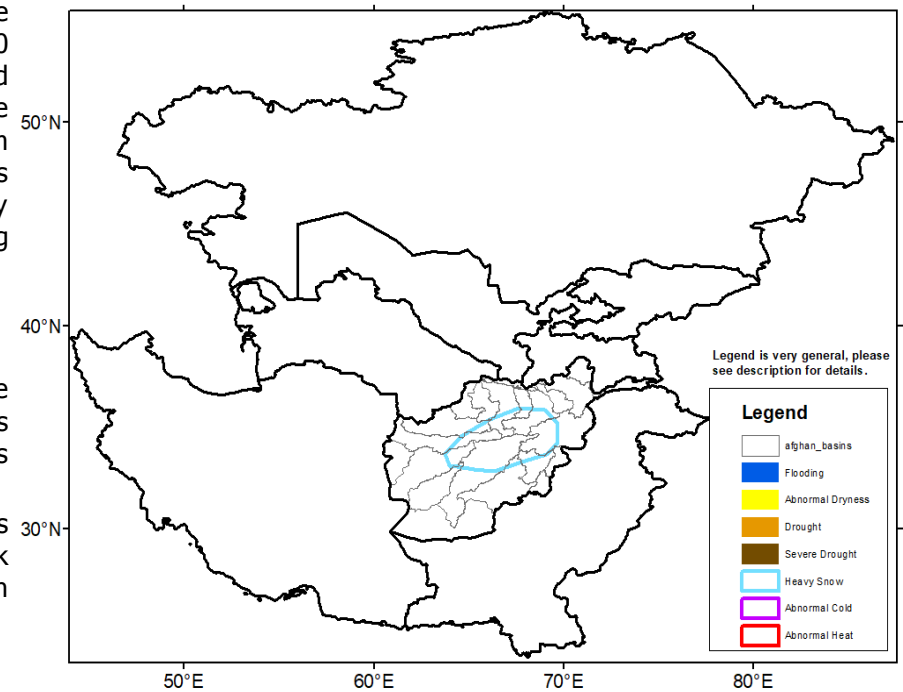 e
0
d
e
n
s
y
g
e
s
s
s
k
n
50°N
40°N
30°N
50°E
60°E
70°E
80°E
Legend is very general, please
see description for details.
Legend
afghan_basins
Flooding
Abnormal Dryness
Drought
Severe Drought
Heavy Snow
Abnormal Cold
Abnormal Heat